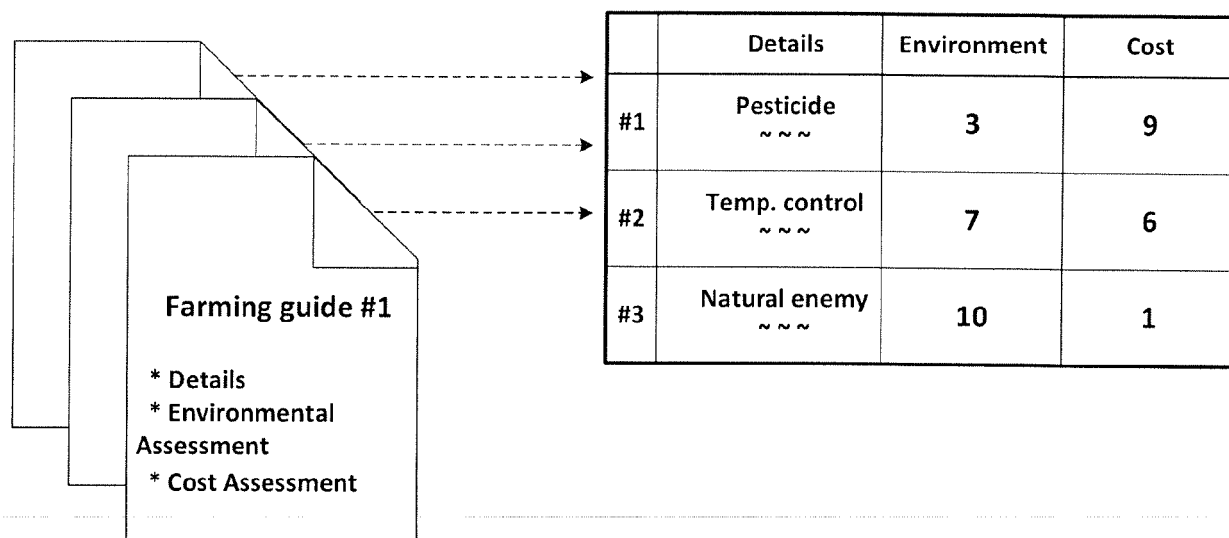 Farming guide #1
* Details
* Environmental
Assessment
* Cost Assessment
Details Environment Cost
#1 Pesticide 3 9
~ ~ ~
#2 Temp. control 7 6
~ ~ ~
#3 Natural enemy 10 1
~ ~ ~